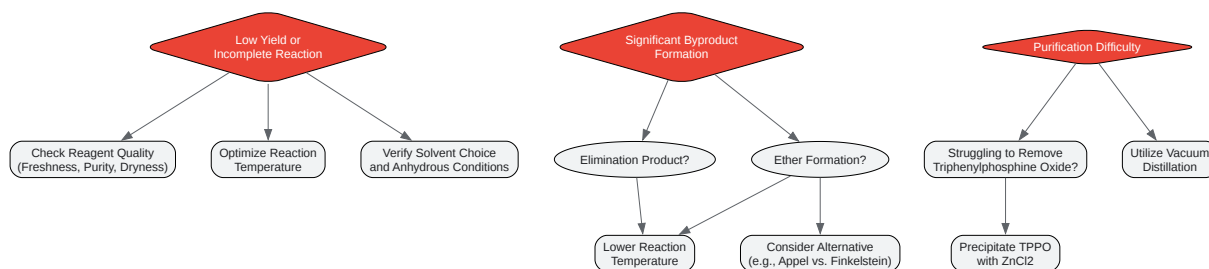 Low Yield or
Incomplete Reaction
Significant Byproduct
Formation
Purification Difficulty
Check Reagent Quality
(Freshness, Purity, Dryness)
Optimize Reaction
Temperature
Verify Solvent Choice
and Anhydrous Conditions
Elimination Product?
Ether Formation?
Struggling to Remove
Triphenylphosphine Oxide?
Utilize Vacuum
Distillation
Lower Reaction
Temperature
Consider Alternative
(e.g., Appel vs. Finkelstein)
Precipitate TPPO
with ZnCl2